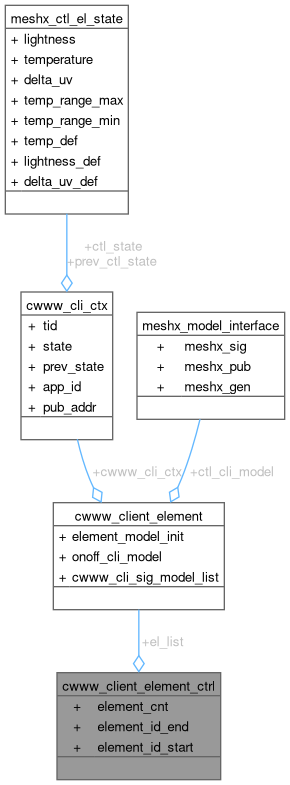 meshx_ctl_el_state
+ lightness
+ temperature
+ delta_uv
+ temp_range_max
+ temp_range_min
+ temp_def
+ lightness_def
+ delta_uv_def
+ctl_state
+prev_ctl_state
cwww_cli_ctx
+ tid
+ state
+ prev_state
+ app_id
+ pub_addr
meshx_model_interface
+ meshx_sig
+ meshx_pub
+ meshx_gen
+cwww_cli_ctx
+ctl_cli_model
cwww_client_element
+ element_model_init
+ onoff_cli_model
+ cwww_cli_sig_model_list
+el_list
cwww_client_element_ctrl
+ element_cnt
+ element_id_end
+ element_id_start